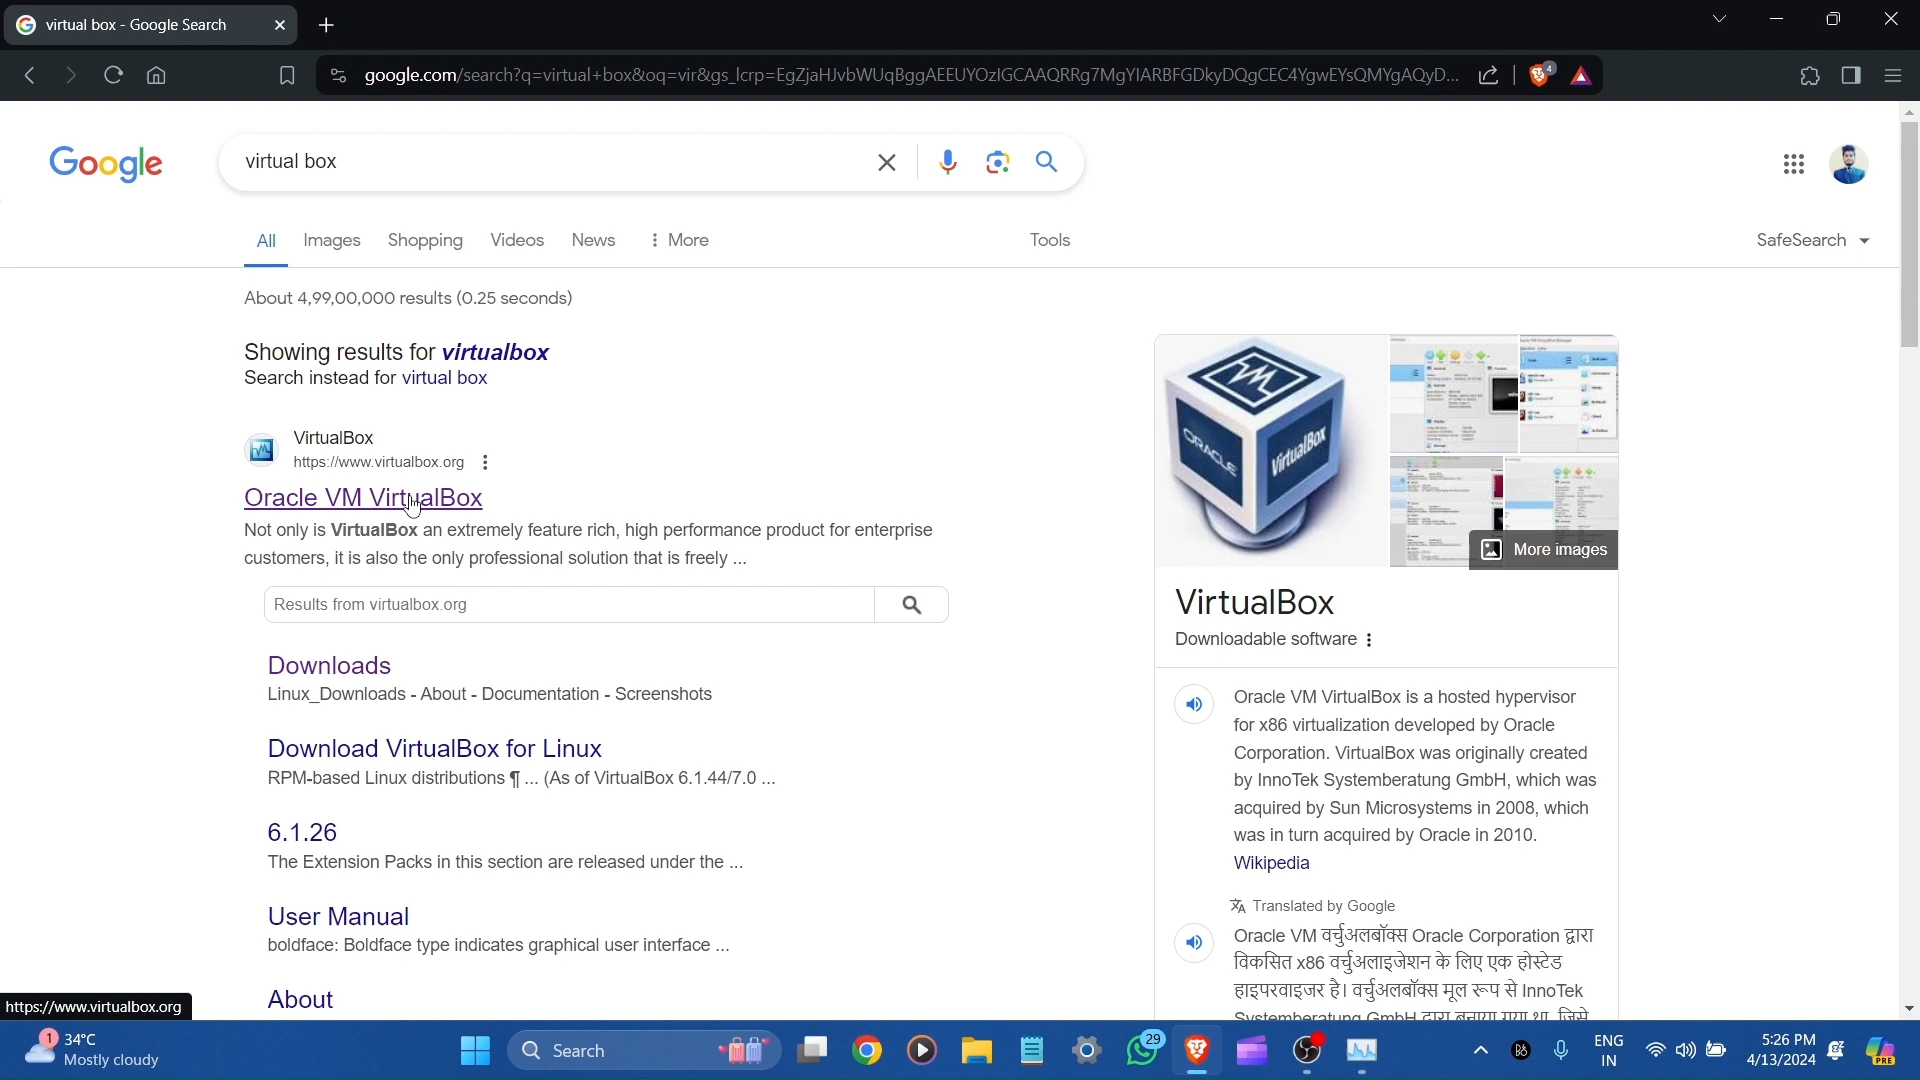 virtual box - Google Search
google.com/search?q=virtual+box&oq=vir&gs_lcrp=EgZjaHJvbWUqBggAEEUYOzIGCAAQRRg7MgYIARBFGDkyDQgCEC4YgwEYsQMYgAQyD...
4
Google
virtual box
All Images Shopping Videos News More Tools SafeSearch
About 4,99,00,000 results (0.25 seconds)
Showing results for virtualbox
Search instead for virtual box
VirtualBox
https://www.virtualbox.org
Oracle VM VirtualBox
Not only is VirtualBox an extremely feature rich, high performance product for enterprise
customers, it is also the only professional solution that is freely ...
Results from virtualbox.org
Downloads
Linux_Downloads - About - Documentation - Screenshots
Download VirtualBox for Linux
RPM-based Linux distributions ¶ ... (As of VirtualBox 6.1.44/7.0 ...
6.1.26
The Extension Packs in this section are released under the ...
User Manual
boldface: Boldface type indicates graphical user interface ...
About
https://www.virtualbox.org
ORACLE VirtualBox
More images
VirtualBox
Downloadable software
Oracle VM VirtualBox is a hosted hypervisor
for x86 virtualization developed by Oracle
Corporation. VirtualBox was originally created
by InnoTek Systemberatung GmbH, which was
acquired by Sun Microsystems in 2008, which
was in turn acquired by Oracle in 2010.
Wikipedia
Translated by Google
Oracle VM वर्चुअलबॉक्स Oracle Corporation द्वारा
विकसित x86 वर्चुअलाइज़ेशन के लिए एक होस्टेड
हाइपरवाइजर है। वर्चुअलबॉक्स मूल रूप से InnoTek
Systemberatung GmbH द्वारा बनाया गया था, जिसे
1
34°C
Mostly cloudy
Search
29
ENG
IN
5:26 PM
4/13/2024
PRE